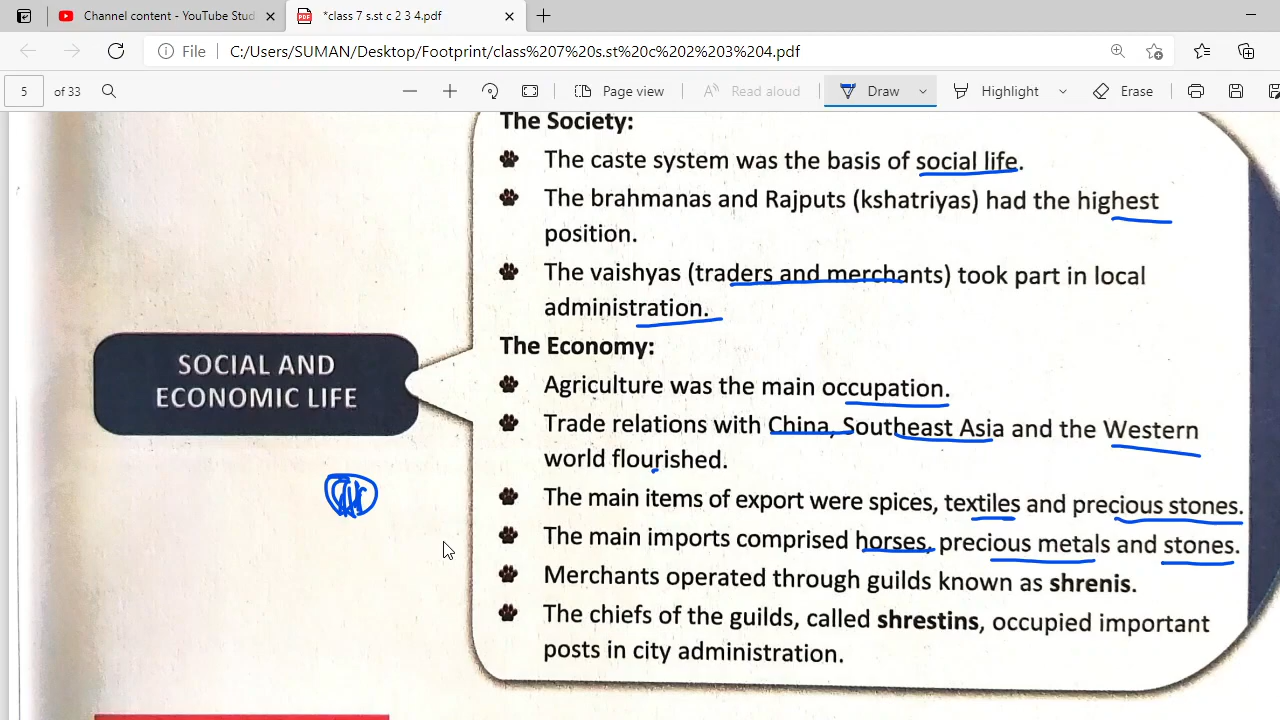 Channel content - YouTube Stud
*class 7 s.st c 2 3 4.pdf
File
C:/Users/SUMAN/Desktop/Footprint/class%207%20s.st%20c%202%203%204.pdf
5 of 33
Page view
Read aloud
Draw
Highlight
Erase
The Society:
The caste system was the basis of social life.
The brahmanas and Rajputs (kshatriyas) had the highest
position.
The vaishyas (traders and merchants) took part in local
administration.
SOCIAL AND
ECONOMIC LIFE
The Economy:
Agriculture was the main occupation.
Trade relations with China, Southeast Asia and the Western
world flourished.
The main items of export were spices, textiles and precious stones.
The main imports comprised horses, precious metals and stones.
Merchants operated through guilds known as shrenis.
The chiefs of the guilds, called shrestins, occupied important
posts in city administration.